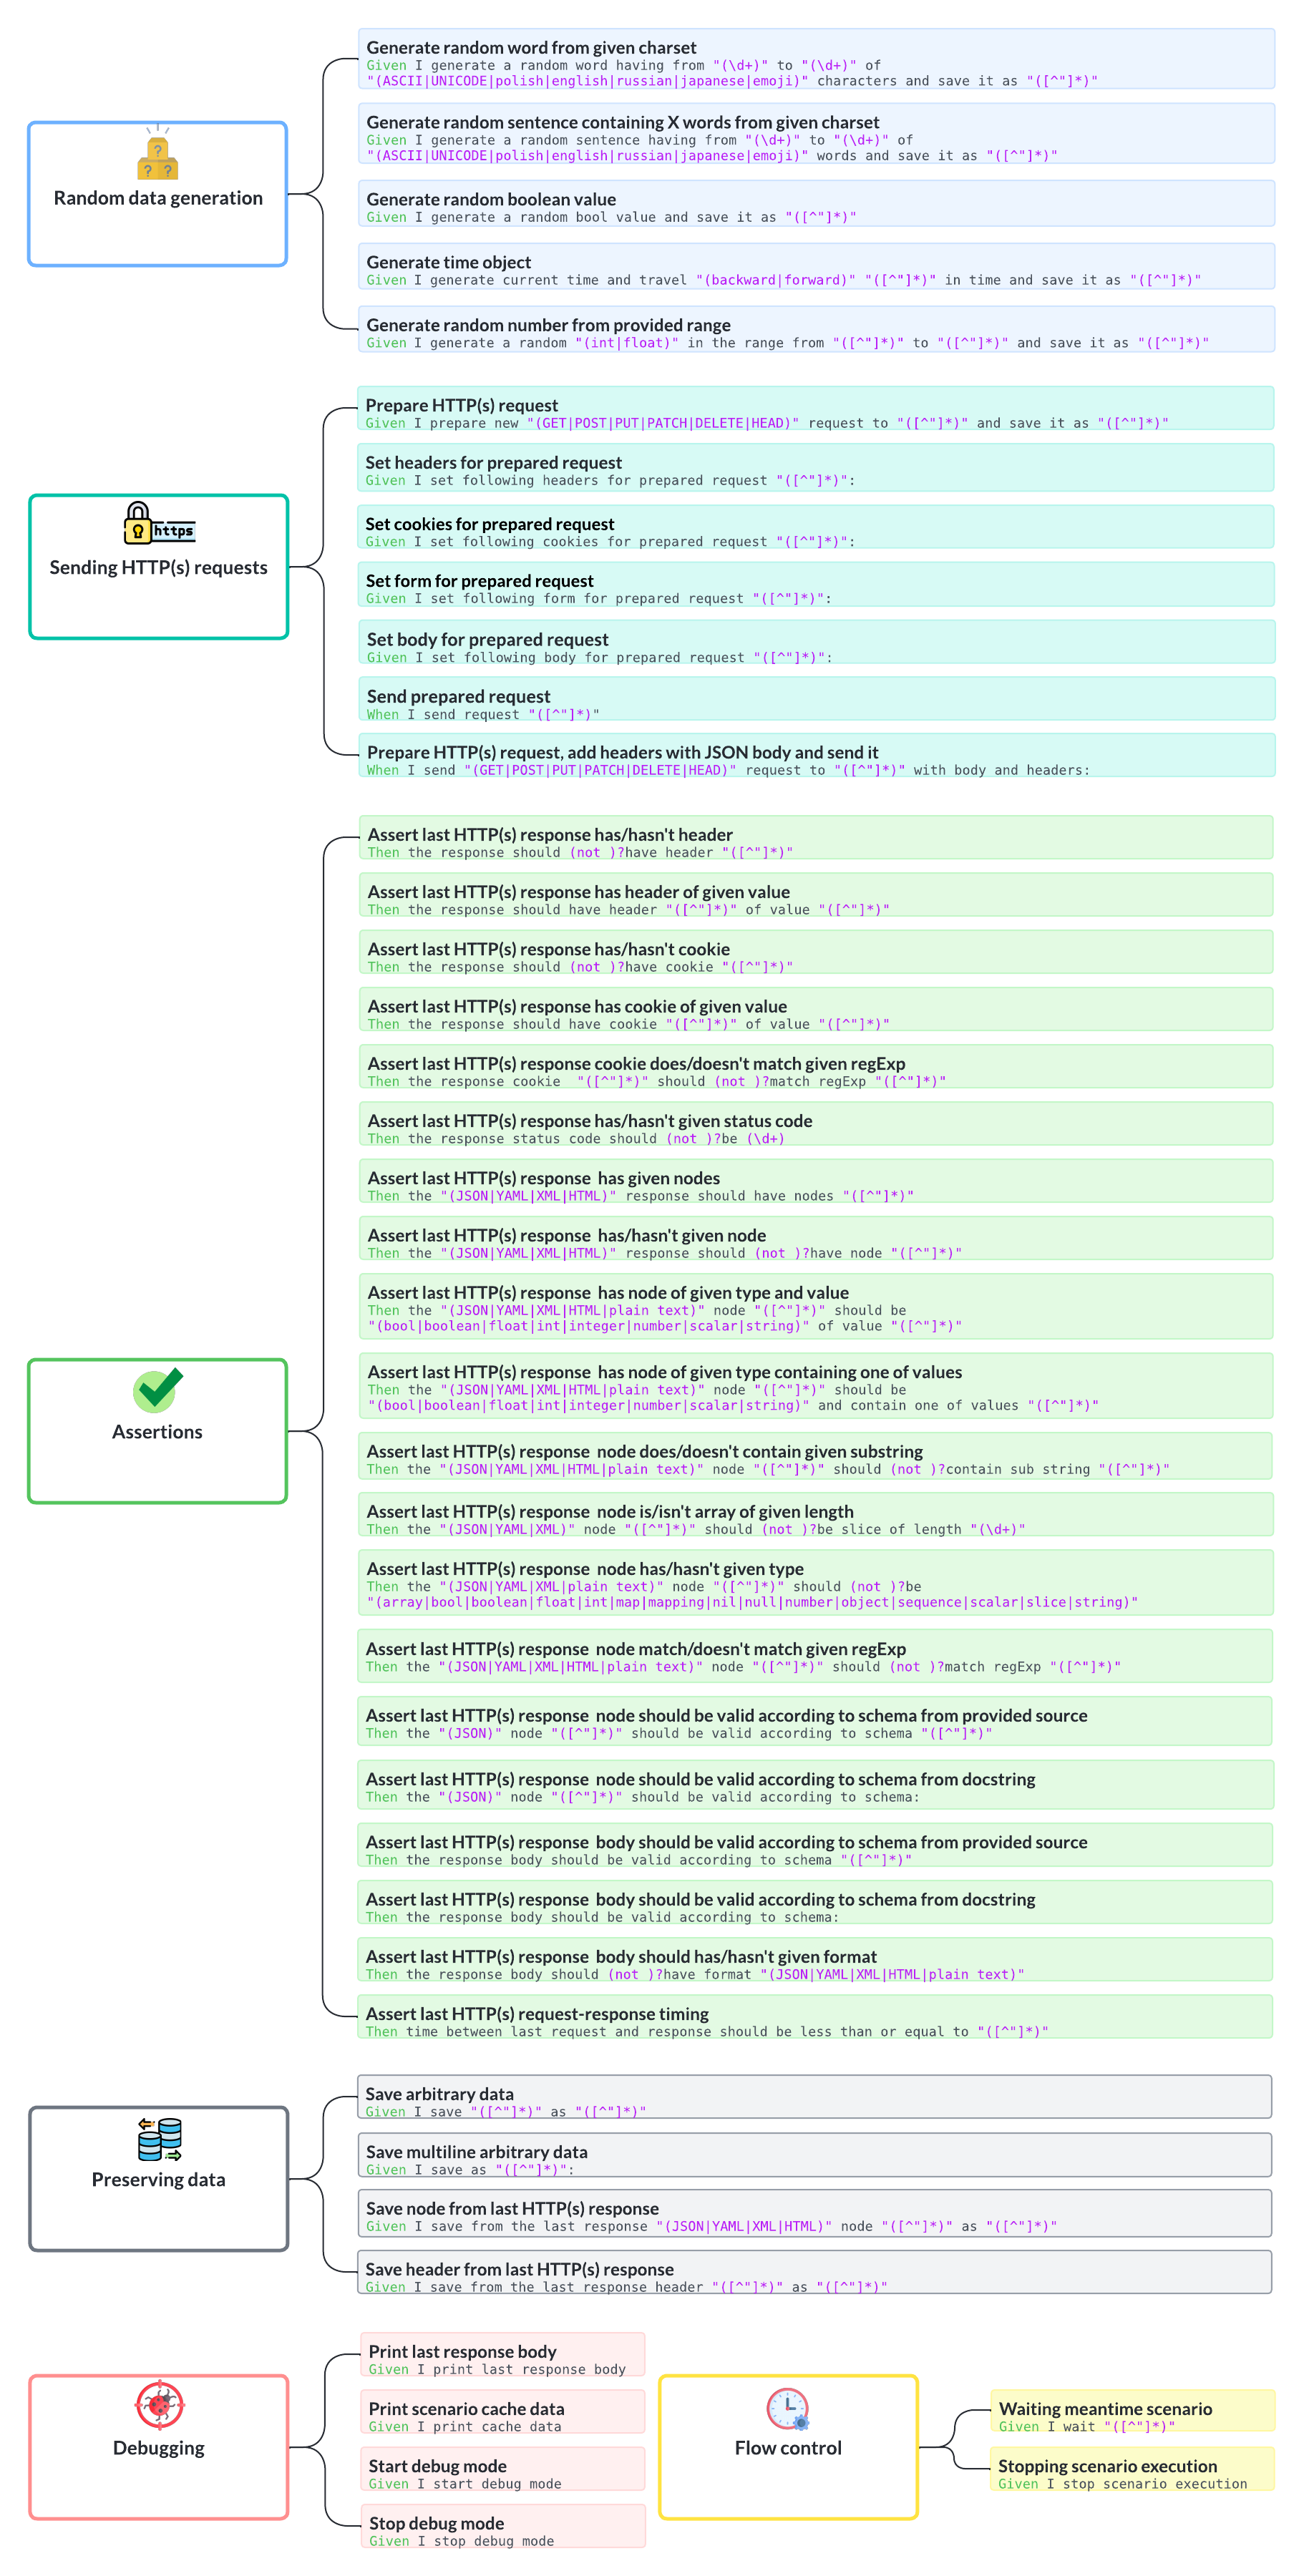 Generate random word from given charset
Given I generate a random word having from "(\d+)" to "(\d+)" of
"(ASCII|UNICODE|polish|english|russian|japanese|emoji)" characters and save it as "([^"]*)"
Generate random sentence containing X words from given charset
Given I generate a random sentence having from "(\d+)" to "(\d+)" of
"(ASCII|UNICODE|polish|english|russian|japanese|emoji)" words and save it as "([^"]*)"
Random data generation
Generate random boolean value
Given I generate a random bool value and save it as "([^"]*)"
Generate time object
Given I generate current time and travel "(backward|forward)" "([^"]*)" in time and save it as "([^"]*)"
Generate random number from provided range
Given I generate a random "(int|float)" in the range from "([^"]*)" to "([^"]*)" and save it as "([^"]*)"
Prepare HTTP(s) request
Given I prepare new "(GET|POST|PUT|PATCH|DELETE|HEAD)" request to "([^"]*)" and save it as "([^"]*)"
Set headers for prepared request
Given I set following headers for prepared request "([^"]*)":
Set cookies for prepared request
Given I set following cookies for prepared request "([^"]*)":
https
Sending HTTP(s) requests
Set form for prepared request
Given I set following form for prepared request "([^"]*)":
Set body for prepared request
Given I set following body for prepared request "([^"]*)":
Send prepared request
When I send request "([^"]*)"
Prepare HTTP(s) request, add headers with JSON body and send it
When I send "(GET|POST|PUT|PATCH|DELETE|HEAD)" request to "([^"]*)" with body and headers:
Assert last HTTP(s) response has/hasn't header
Then the response should (not )?have header "([^"]*)"
Assert last HTTP(s) response has header of given value
Then the response should have header "([^"]*)" of value "([^"]*)"
Assert last HTTP(s) response has/hasn't cookie
Then the response should (not )?have cookie "([^"]*)"
Assert last HTTP(s) response has cookie of given value
Then the response should have cookie "([^"]*)" of value "([^"]*)"
Assert last HTTP(s) response cookie does/doesn't match given regExp
Then the response cookie  "([^"]*)" should (not )?match regExp "([^"]*)"
Assert last HTTP(s) response has/hasn't given status code
Then the response status code should (not )?be (\d+)
Assert last HTTP(s) response  has given nodes
Then the "(JSON|YAML|XML|HTML)" response should have nodes "([^"]*)"
Assert last HTTP(s) response  has/hasn't given node
Then the "(JSON|YAML|XML|HTML)" response should (not )?have node "([^"]*)"
Assert last HTTP(s) response  has node of given type and value
Then the "(JSON|YAML|XML|HTML|plain text)" node "([^"]*)" should be
"(bool|boolean|float|int|integer|number|scalar|string)" of value "([^"]*)"
Assert last HTTP(s) response  has node of given type containing one of values
Then the "(JSON|YAML|XML|HTML|plain text)" node "([^"]*)" should be
"(bool|boolean|float|int|integer|number|scalar|string)" and contain one of values "([^"]*)"
Assertions
Assert last HTTP(s) response  node does/doesn't contain given substring
Then the "(JSON|YAML|XML|HTML|plain text)" node "([^"]*)" should (not )?contain sub string "([^"]*)"
Assert last HTTP(s) response  node is/isn't array of given length
Then the "(JSON|YAML|XML)" node "([^"]*)" should (not )?be slice of length "(\d+)"
Assert last HTTP(s) response  node has/hasn't given type
Then the "(JSON|YAML|XML|plain text)" node "([^"]*)" should (not )?be
"(array|bool|boolean|float|int|map|mapping|nil|null|number|object|sequence|scalar|slice|string)"
Assert last HTTP(s) response  node match/doesn't match given regExp
Then the "(JSON|YAML|XML|HTML|plain text)" node "([^"]*)" should (not )?match regExp "([^"]*)"
Assert last HTTP(s) response  node should be valid according to schema from provided source
Then the "(JSON)" node "([^"]*)" should be valid according to schema "([^"]*)"
Assert last HTTP(s) response  node should be valid according to schema from docstring
Then the "(JSON)" node "([^"]*)" should be valid according to schema:
Assert last HTTP(s) response  body should be valid according to schema from provided source
Then the response body should be valid according to schema "([^"]*)"
Assert last HTTP(s) response  body should be valid according to schema from docstring
Then the response body should be valid according to schema:
Assert last HTTP(s) response  body should has/hasn't given format
Then the response body should (not )?have format "(JSON|YAML|XML|HTML|plain text)"
Assert last HTTP(s) request-response timing
Then time between last request and response should be less than or equal to "([^"]*)"
Save arbitrary data
Given I save "([^"]*)" as "([^"]*)"
Save multiline arbitrary data
Given I save as "([^"]*)":
Preserving data
Save node from last HTTP(s) response
Given I save from the last response "(JSON|YAML|XML|HTML)" node "([^"]*)" as "([^"]*)"
Save header from last HTTP(s) response
Given I save from the last response header "([^"]*)" as "([^"]*)"
Print last response body
Given I print last response body
Print scenario cache data
Given I print cache data
Debugging
Start debug mode
Given I start debug mode
Stop debug mode
Given I stop debug mode
Flow control
Waiting meantime scenario
Given I wait "([^"]*)"
Stopping scenario execution
Given I stop scenario execution